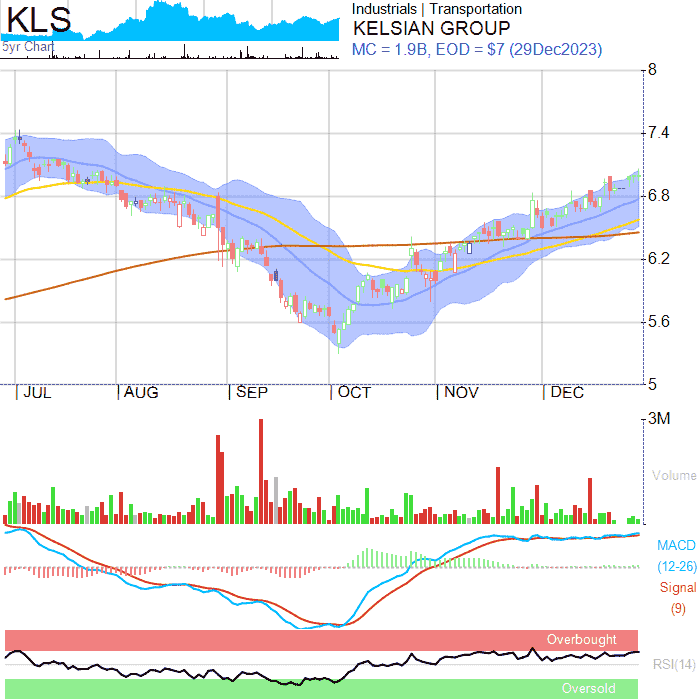 KLS
5yr Chart
Industrials | Transportation
KELSIAN GROUP
MC = 1.9B, EOD = $7 (29Dec2023)
8
7.4
6.8
6.2
5.6
5
JUL AUG SEP OCT NOV DEC
3M
Volume
MACD
(12-26)
Signal
(9)
Overbought
RSI(14)
Oversold